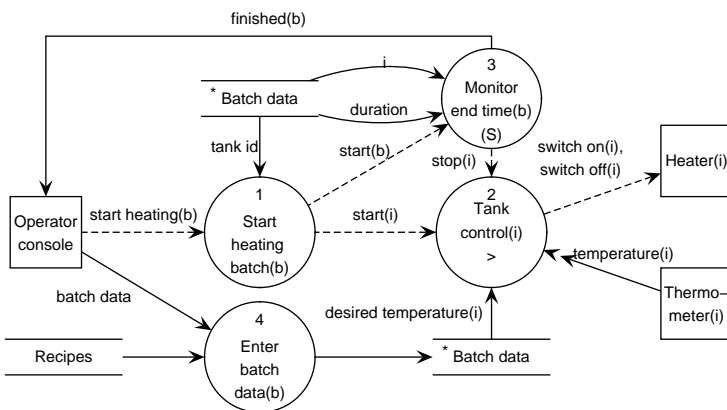 finished(b)
3
Monitor
end time(b)
(S)
i
* Batch data
duration
tank id
start(b)
stop(i)
switch on(i),
switch off(i)
Heater(i)
Operator
console
start heating(b)
1
Start
heating
batch(b)
start(i)
2
Tank
control(i)
>
temperature(i)
Thermo-
meter(i)
batch data
desired temperature(i)
Recipes
4
Enter
batch
data(b)
* Batch data